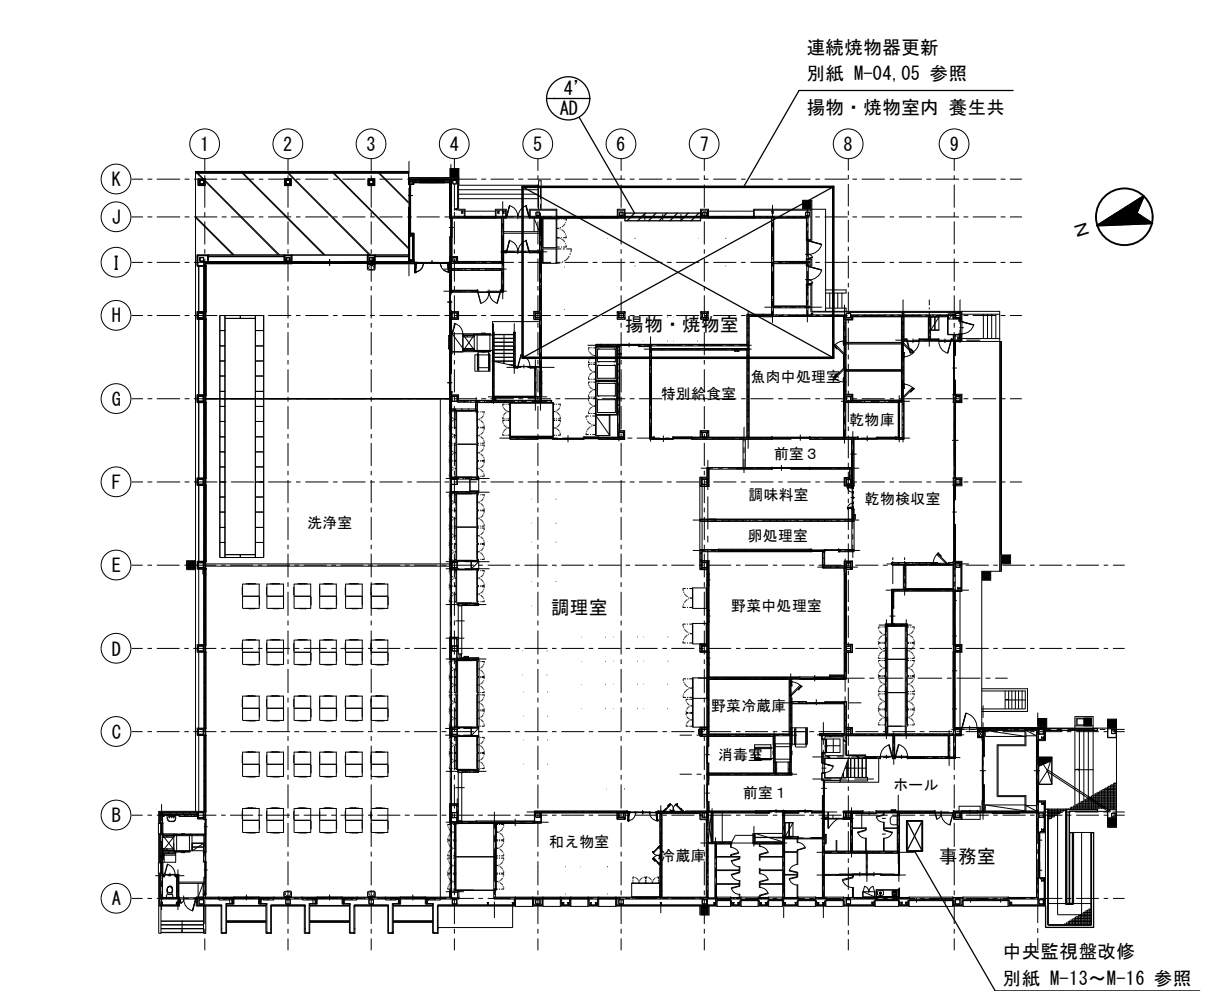 連続焼物器更新
別紙 M-04,05 参照
揚物・焼物室内 養生共
4'
AD
1 2 3 4 5 6 7 8 9
K
J
N
I
H
揚物・焼物室
魚肉中処理室
特別給食室
G
乾物庫
前室3
F
調味料室
乾物検収室
洗浄室
卵処理室
E
調理室
野菜中処理室
D
野菜冷蔵庫
C
消毒室
ホール
前室1
B
和え物室
冷蔵庫
事務室
A
中央監視盤改修
別紙 M-13～M-16 参照